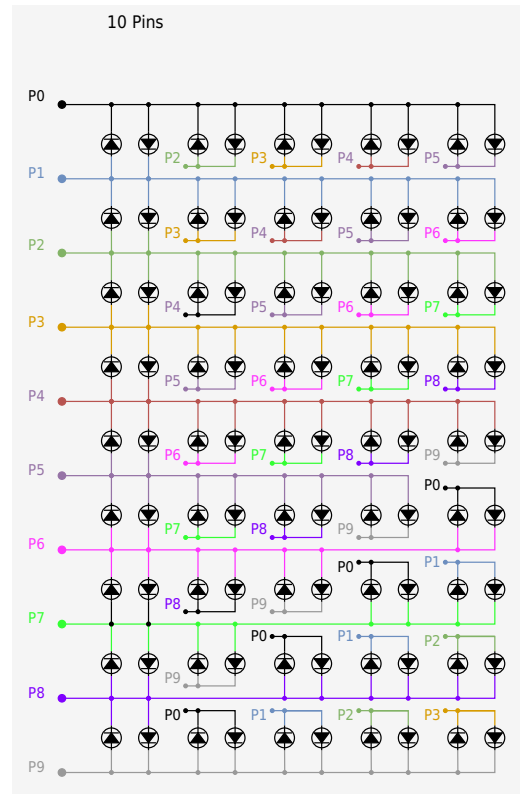 10 Pins
P0
P2 P3 P4 P5
P1
P3 P4 P5 P6
P2
P4 P5 P6 P7
P3
P5 P6 P7 P8
P4
P6 P7 P8 P9
P5
P0
P7 P8 P9
P6
P0 P1
P8 P9
P7
P0 P1 P2
P9
P8
P0 P1 P2 P3
P9